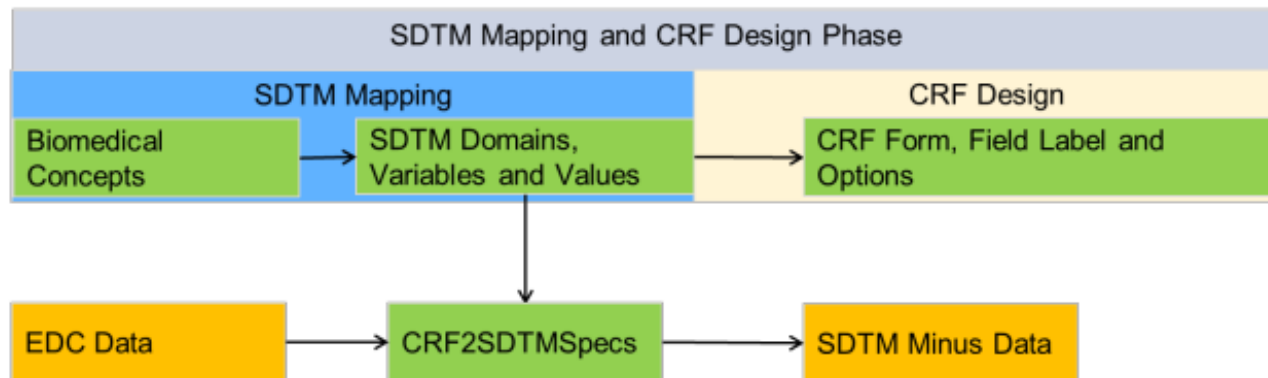 SDTM Mapping and CRF Design Phase
SDTM Mapping
CRF Design
Biomedical
Concepts
SDTM Domains,
Variables and Values
CRF Form, Field Label and
Options
EDC Data
CRF2SDTMSpecs
SDTM Minus Data